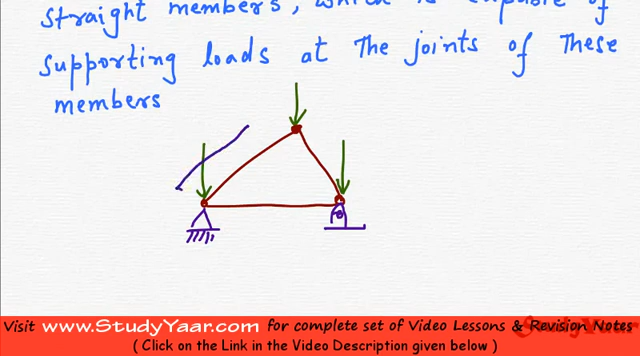 straight members, which is capable of
supporting loads at The joints of These
members
Visit www.StudyYaar.com for complete set of Video Lessons & Revision Notes
( Click on the Link in the Video Description given below )
StudyYaar